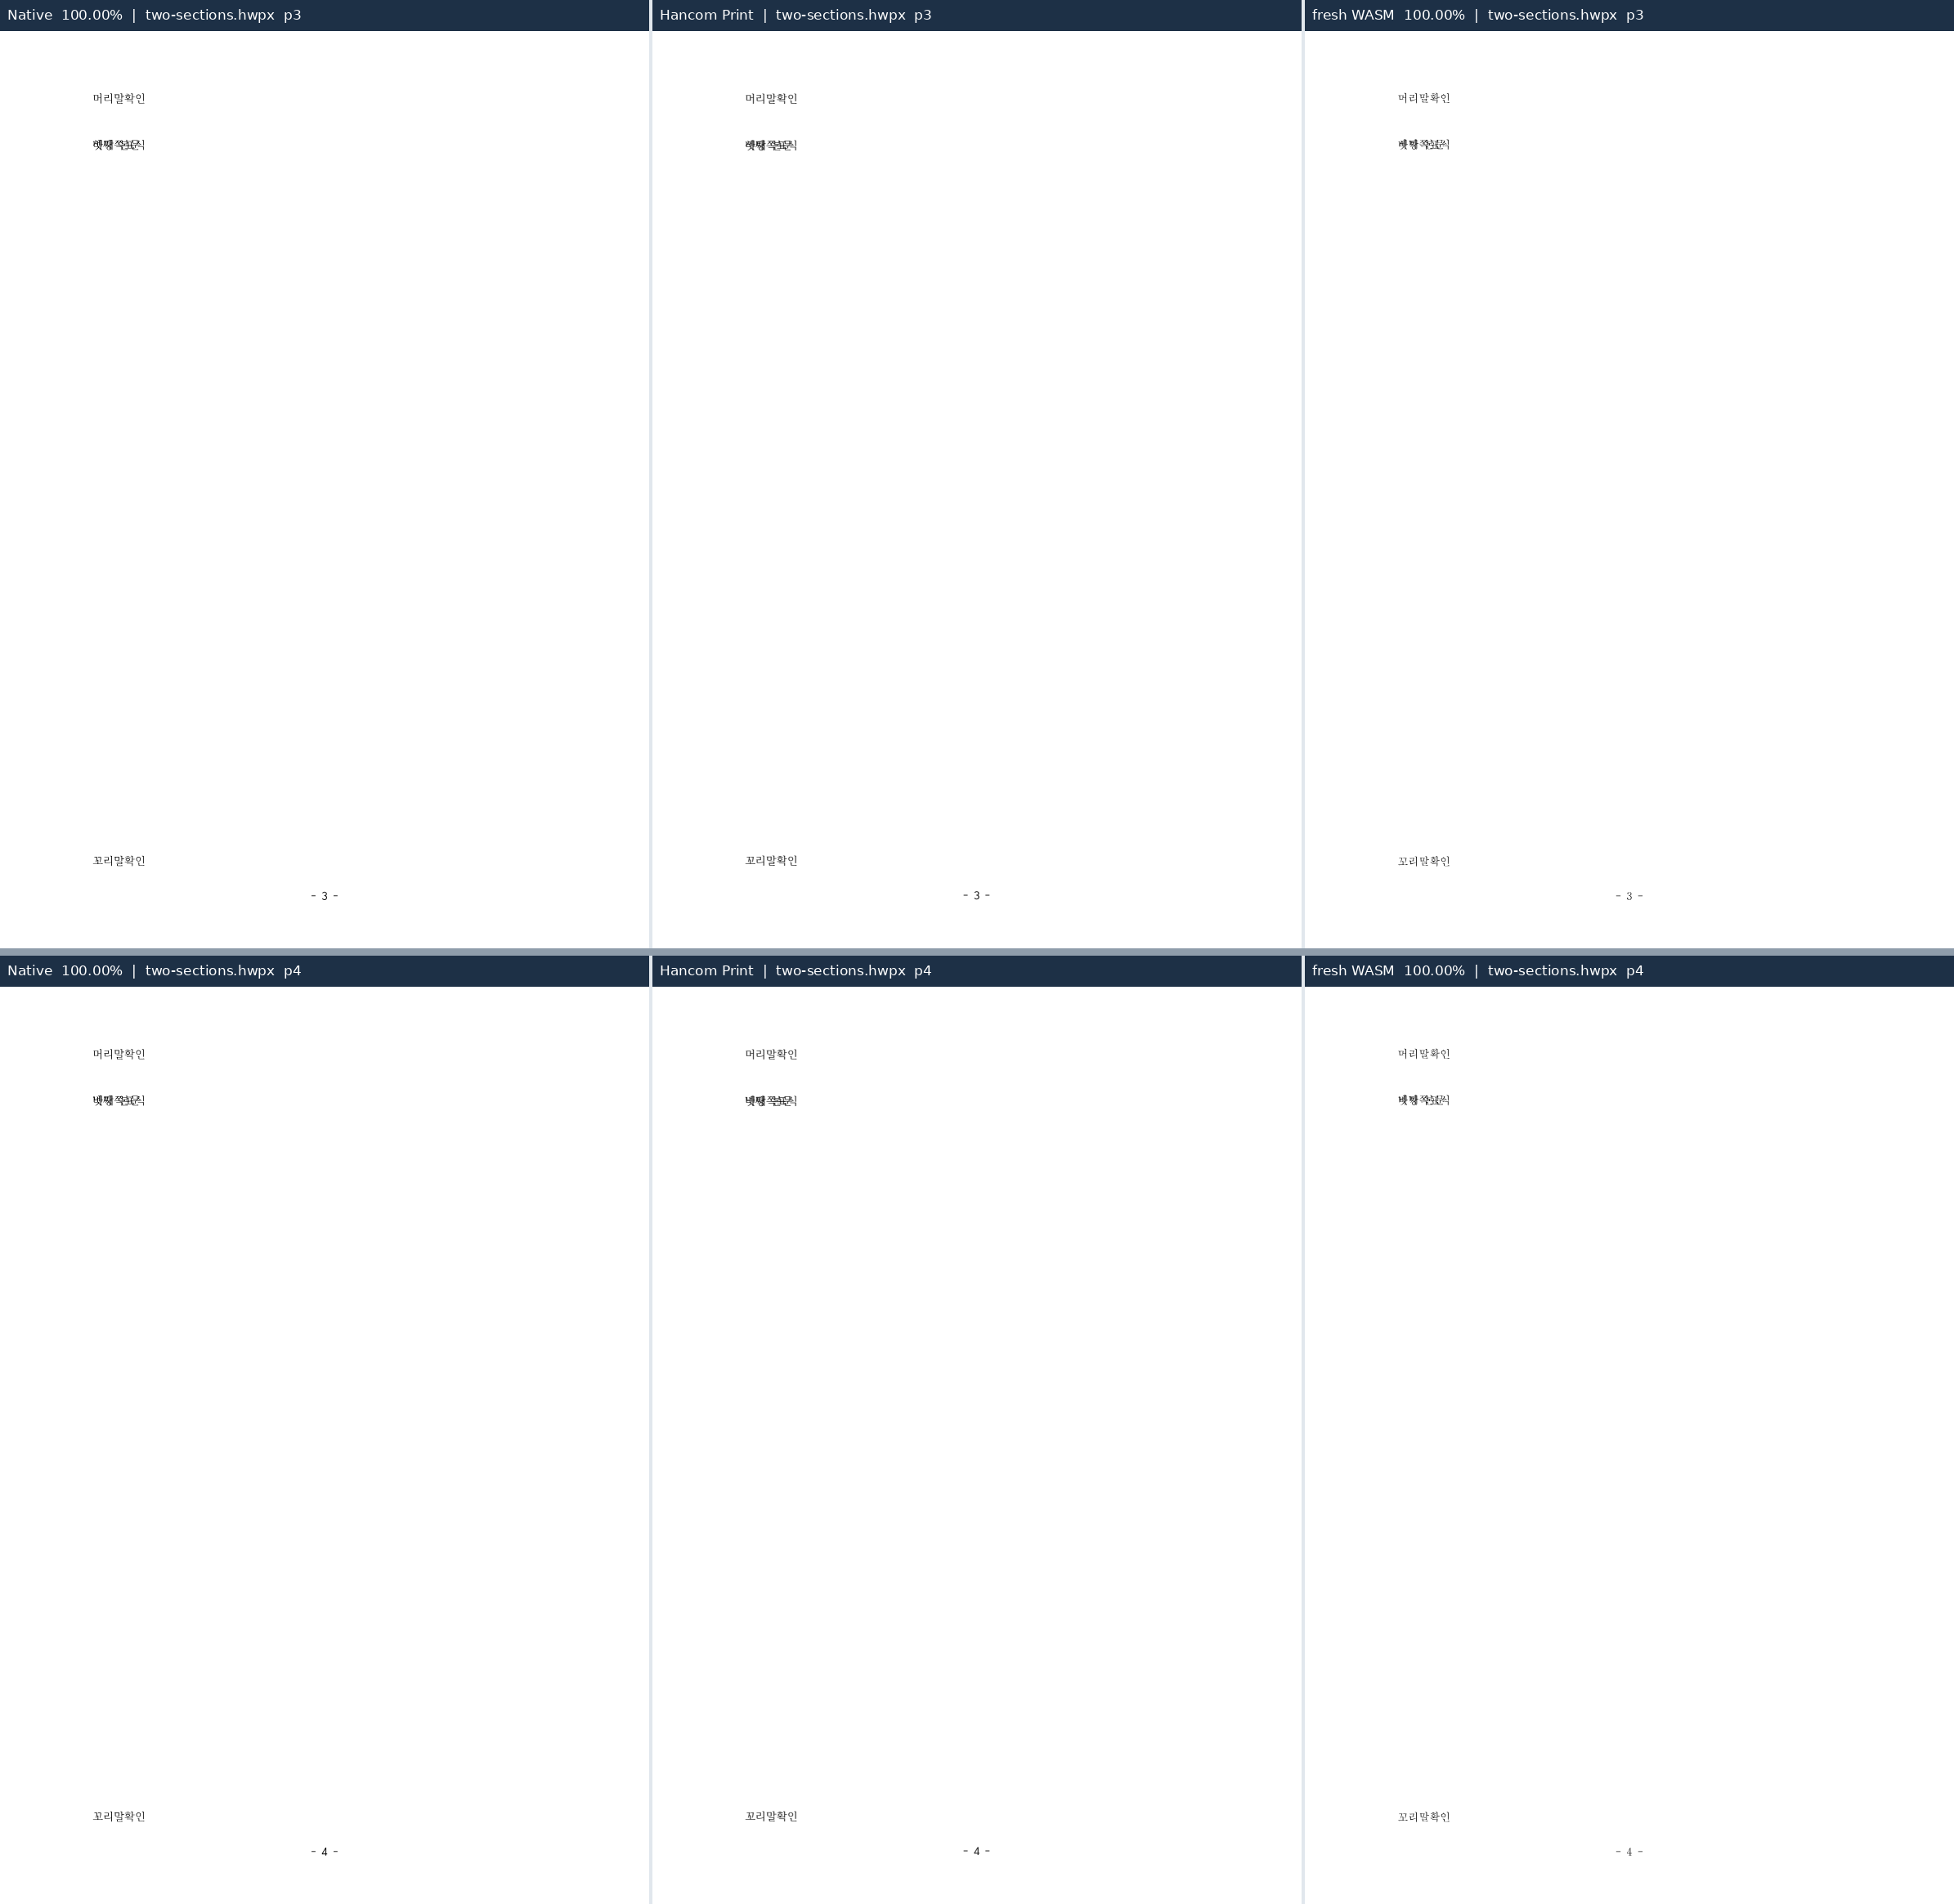 Native 100.00% | two-sections.hwpx p3
머리말확인
꼬리말확인
- 3 -
Hancom Print | two-sections.hwpx p3
머리말확인
꼬리말확인
- 3 -
fresh WASM 100.00% | two-sections.hwpx p3
머리말확인
꼬리말확인
- 3 -
Native 100.00% | two-sections.hwpx p4
머리말확인
꼬리말확인
- 4 -
Hancom Print | two-sections.hwpx p4
머리말확인
꼬리말확인
- 4 -
fresh WASM 100.00% | two-sections.hwpx p4
머리말확인
꼬리말확인
- 4 -